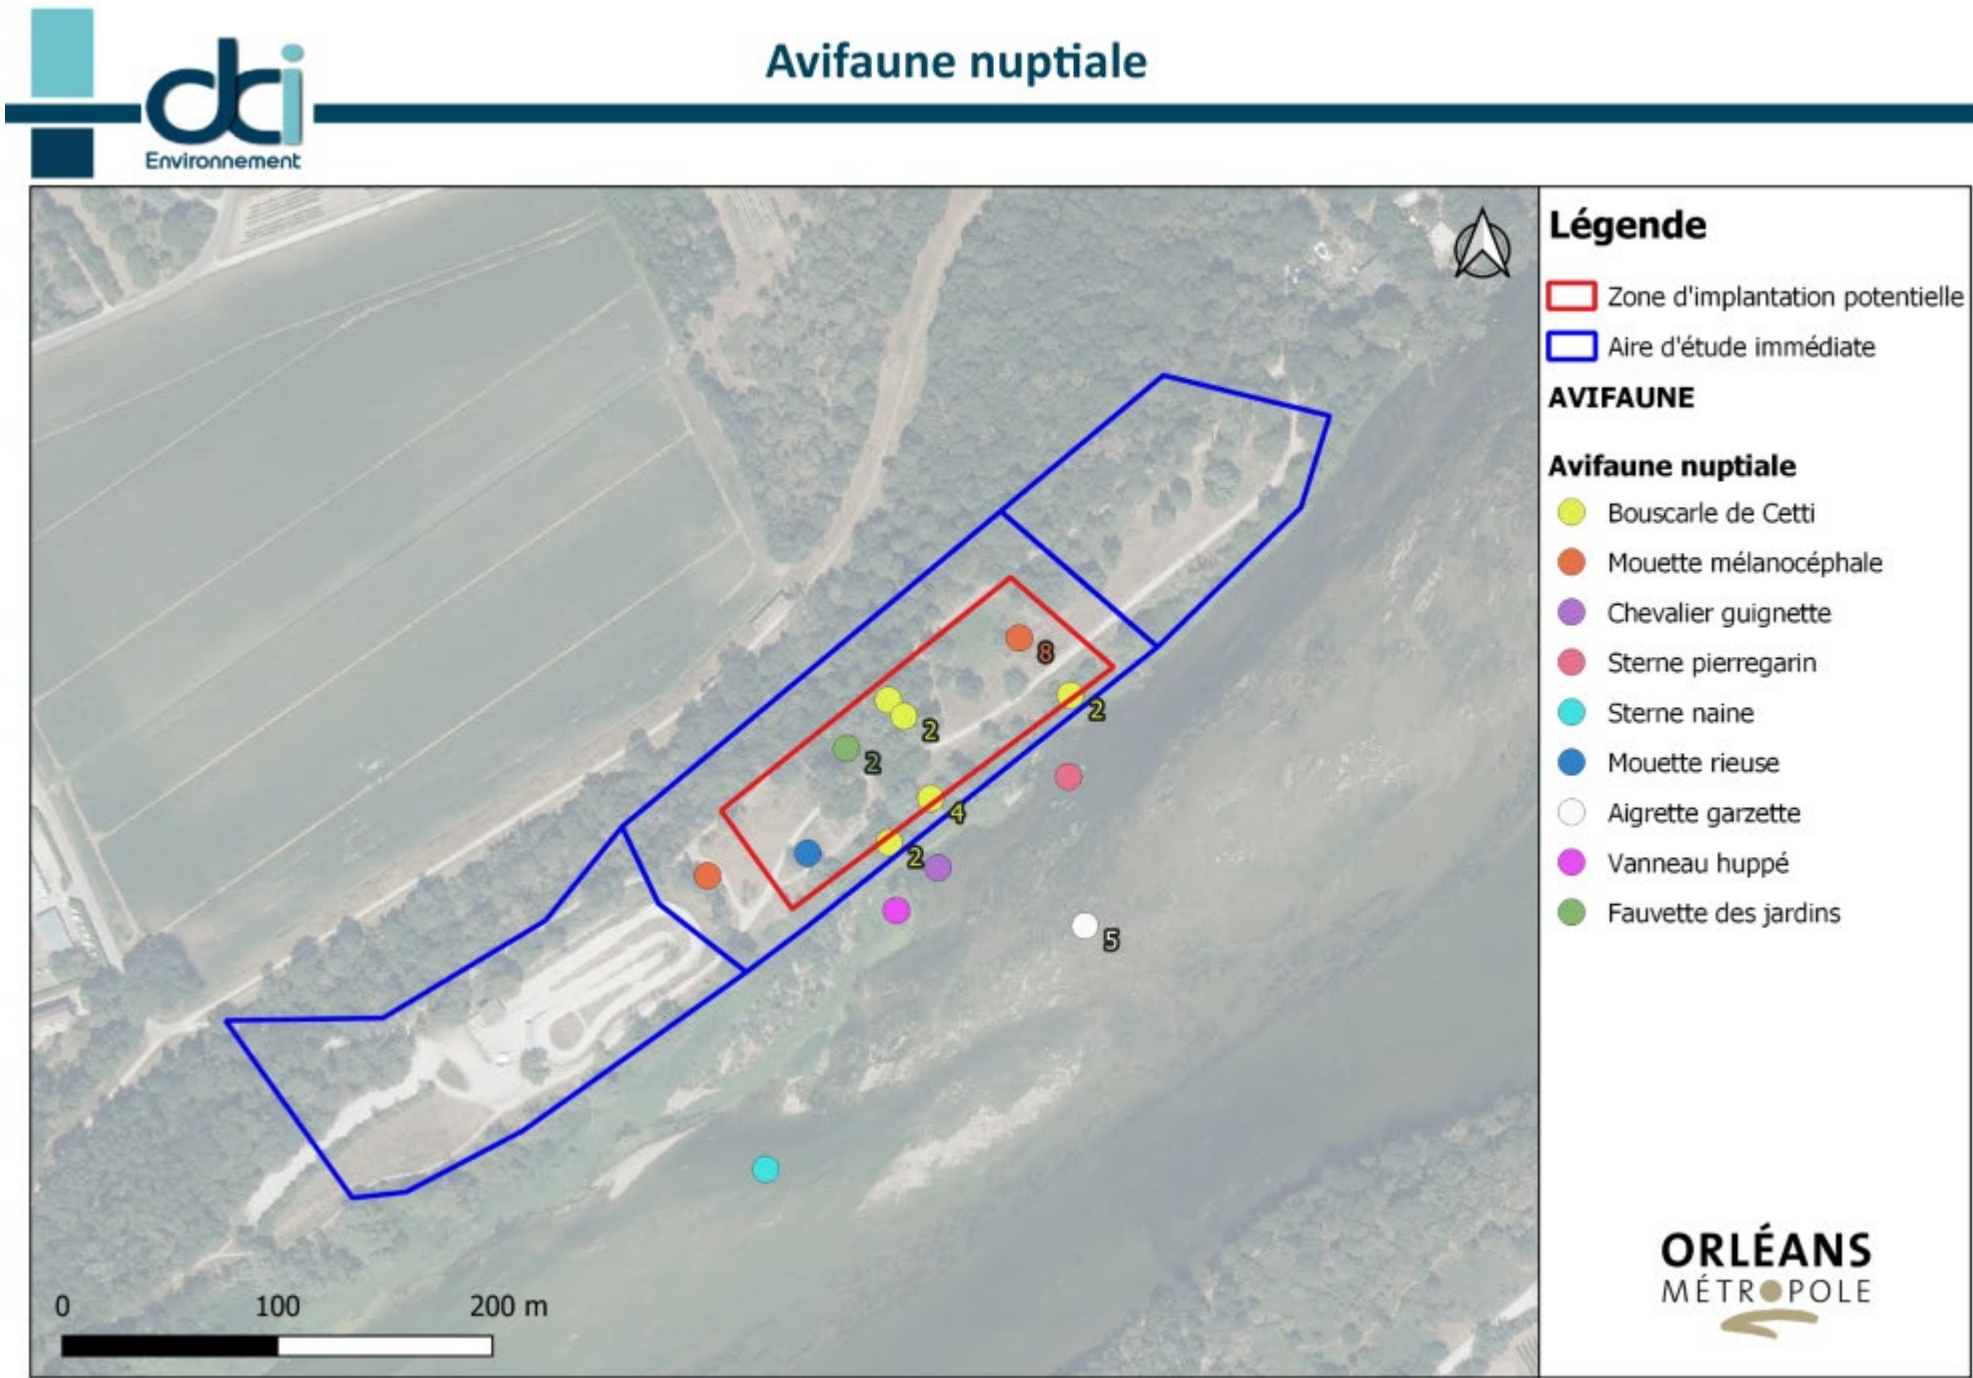 Avifaune nuptiale
dci
Environnement
Légende
Zone d'implantation potentielle
Aire d'étude immédiate
AVIFAUNE
Avifaune nuptiale
Bouscarle de Cetti
Mouette mélanocéphale
Chevalier guignette
Sterne pierregarin
Sterne naine
Mouette rieuse
Aigrette garzette
Vanneau huppé
Fauvette des jardins
8
2
2
2
4
2
5
0 100 200 m
ORLÉANS
MÉTROPOLE